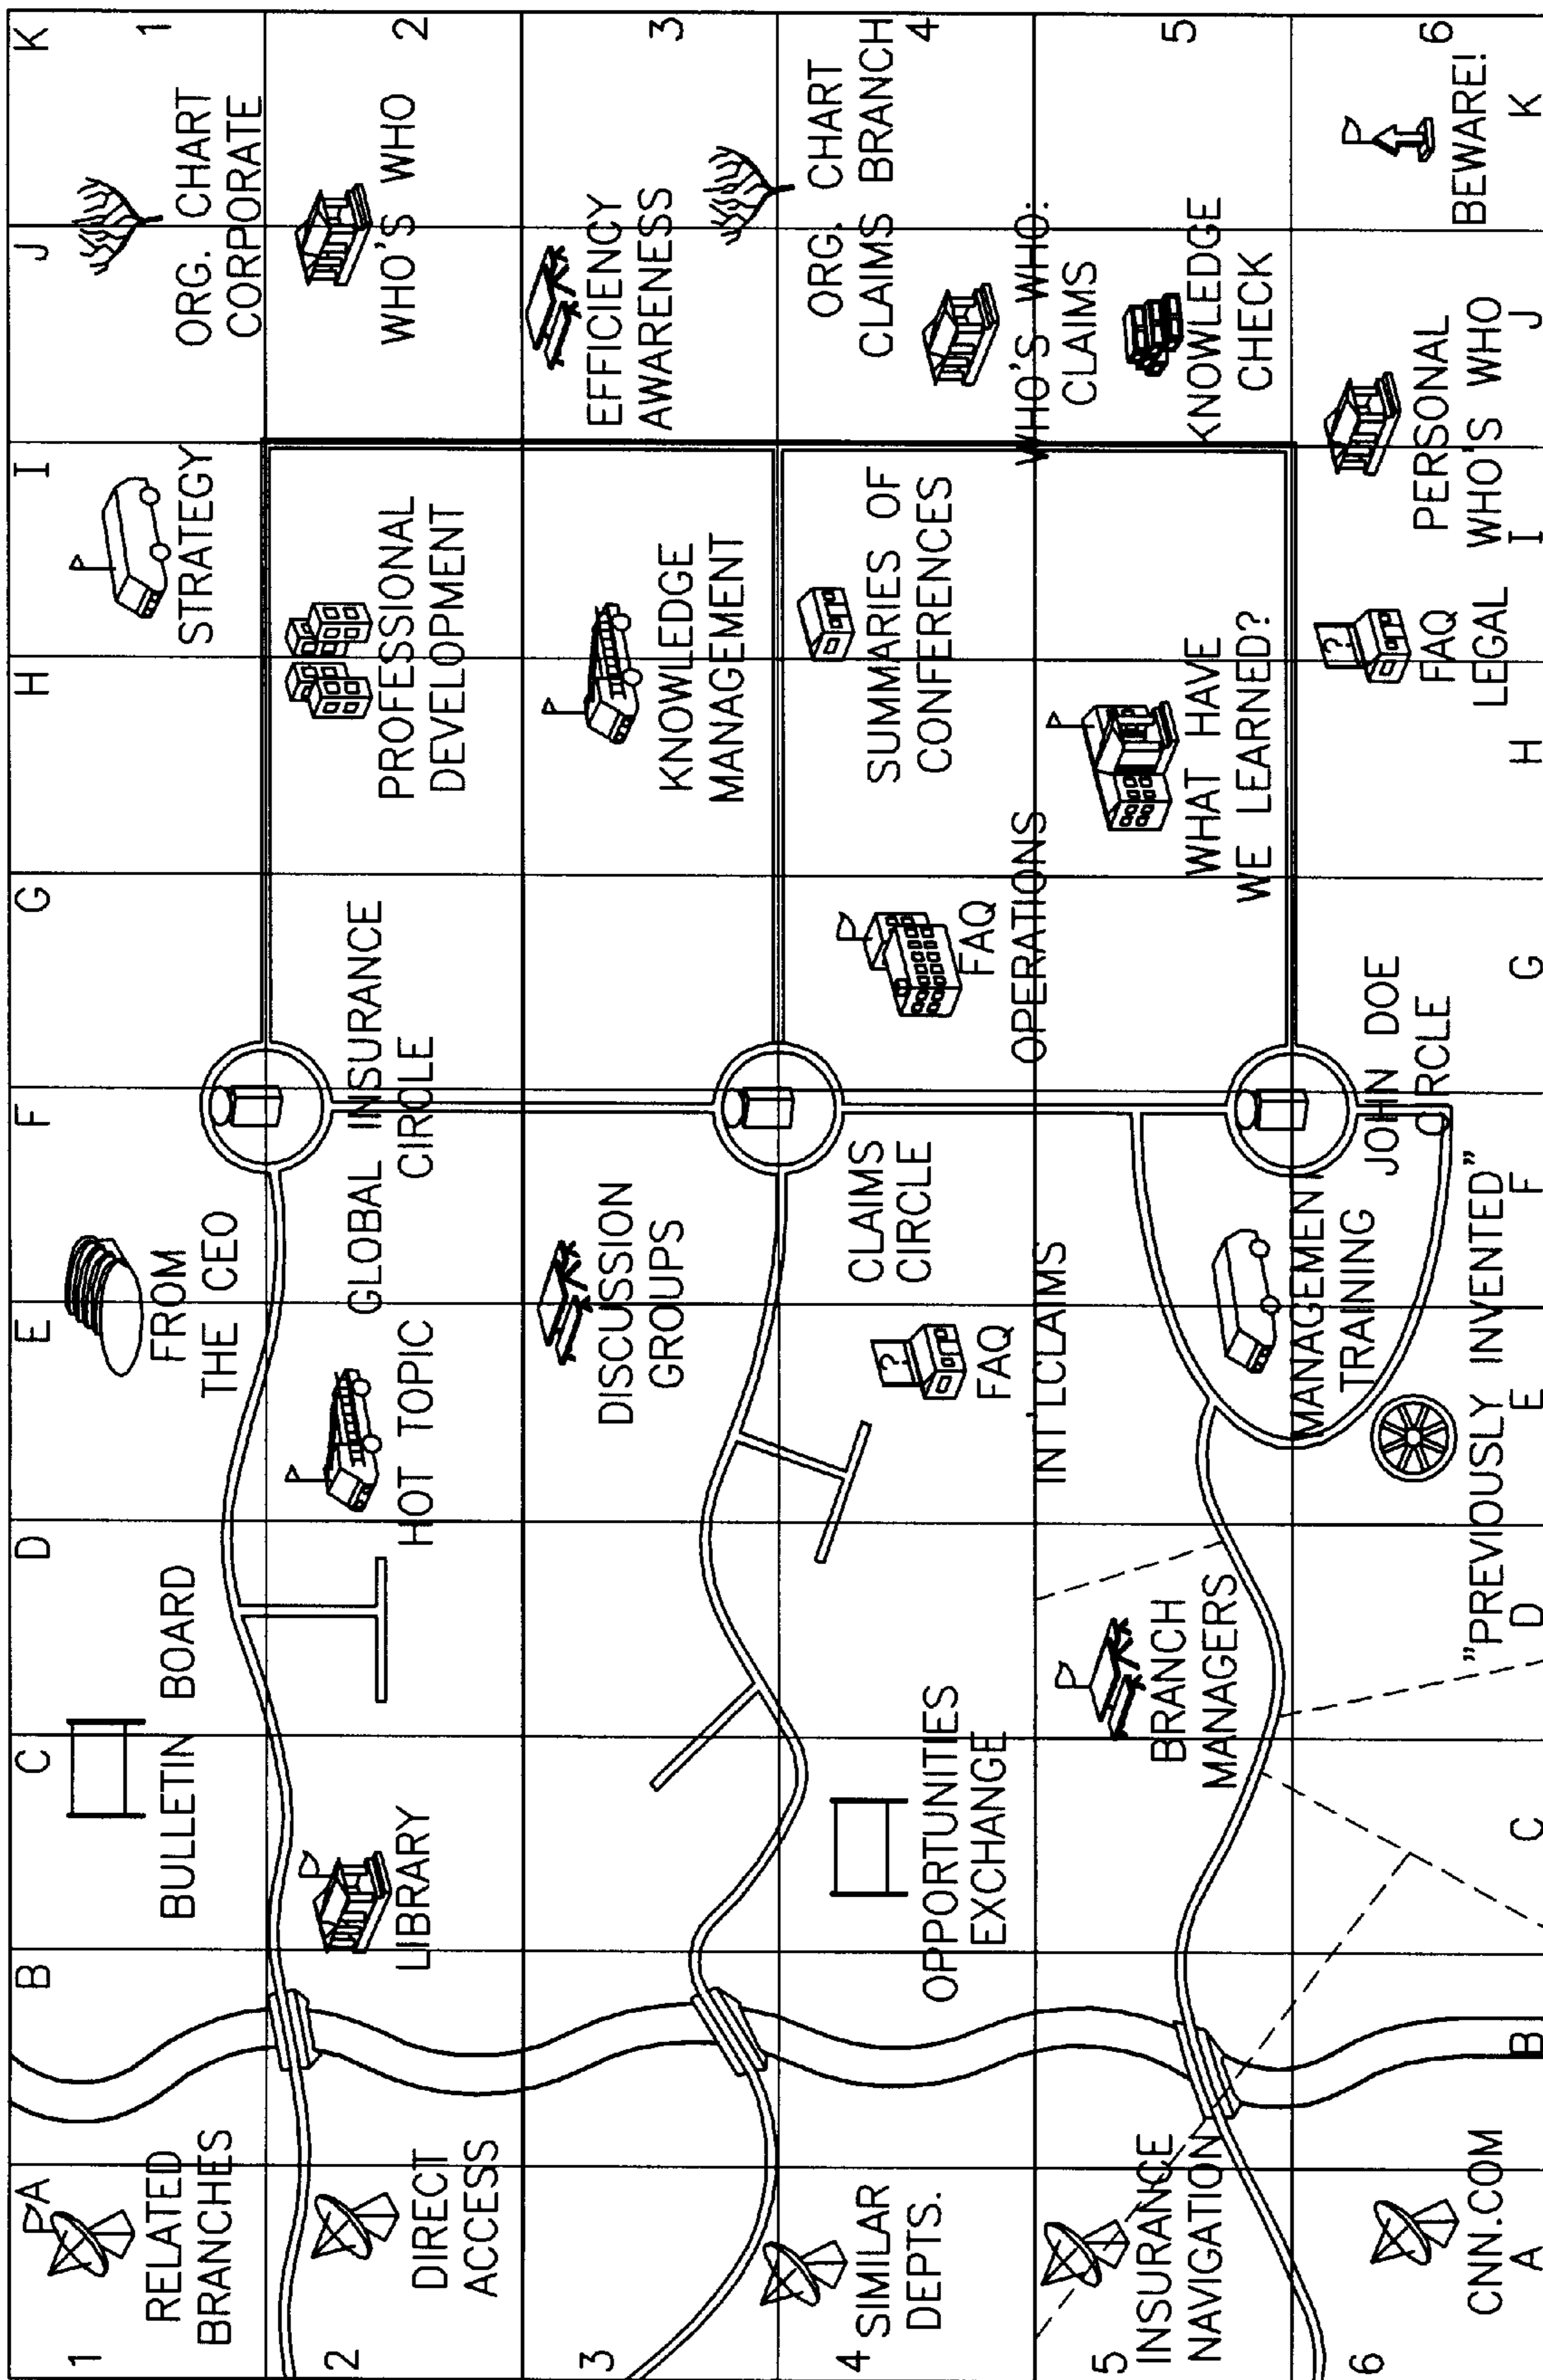 A
B
C
D
E
F
G
H
I
J
K
1
1
RELATED
BRANCHES
BULLETIN BOARD
FROM
THE CEO
STRATEGY
ORG. CHART
CORPORATE
2
2
DIRECT
ACCESS
LIBRARY
HOT TOPIC
GLOBAL INSURANCE
CIRCLE
PROFESSIONAL
DEVELOPMENT
WHO'S WHO
3
3
DISCUSSION
GROUPS
KNOWLEDGE
MANAGEMENT
EFFICIENCY
AWARENESS
4
4
SIMILAR
DEPTS.
OPPORTUNITIES
EXCHANGE
?
FAQ
INT'LCLAIMS
CLAIMS
CIRCLE
FAQ
OPERATIONS
SUMMARIES OF
CONFERENCES
ORG. CHART
CLAIMS BRANCH
WHO'S WHO:
CLAIMS
5
5
INSURANCE
NAVIGATION
BRANCH
MANAGERS
MANAGEMENT
TRAINING
WHAT HAVE
WE LEARNED?
KNOWLEDGE
CHECK
6
6
CNN.COM
"PREVIOUSLY INVENTED"
JOHN DOE
CIRCLE
?
FAQ
LEGAL
PERSONAL
WHO'S WHO
BEWARE!
A
B
C
D
E
F
G
H
I
J
K